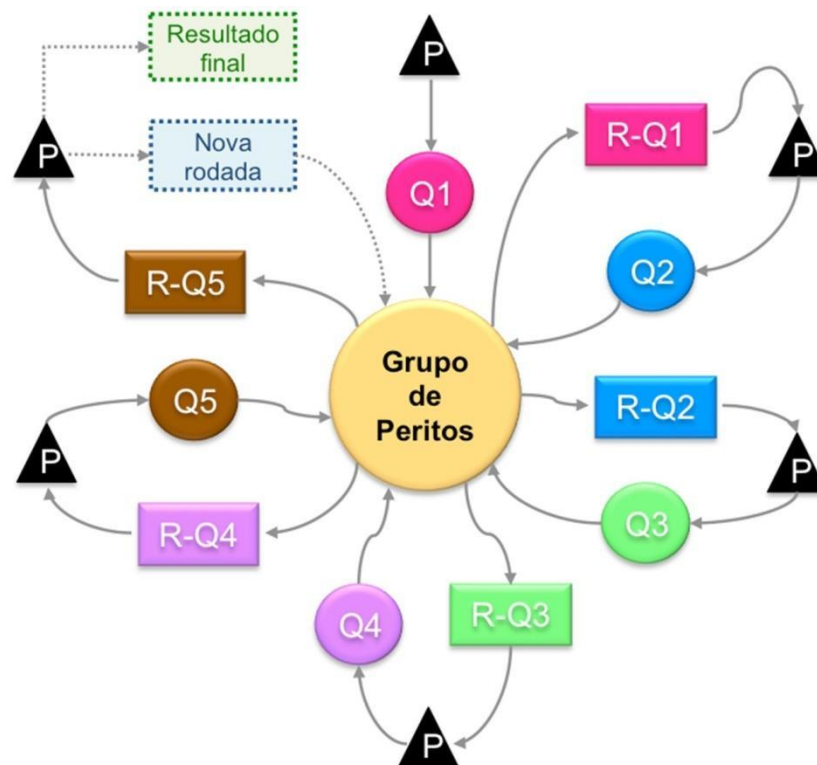 Resultado
final
P
P
Nova
rodada
R-Q1
P
Q1
Q2
R-Q5
Grupo
de
Peritos
Q5
R-Q2
P
P
Q3
R-Q4
Q4
R-Q3
P